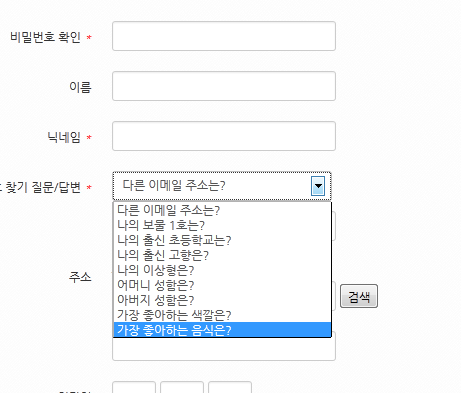 비밀번호 확인 *
이름
닉네임 *
찾기 질문/답변 *
다른 이메일 주소는?
다른 이메일 주소는?
나의 보물 1호는?
나의 출신 초등학교는?
나의 출신 고향은?
나의 이상형은?
어머니 성함은?
아버지 성함은?
가장 좋아하는 색깔은?
가장 좋아하는 음식은?
주소
검색